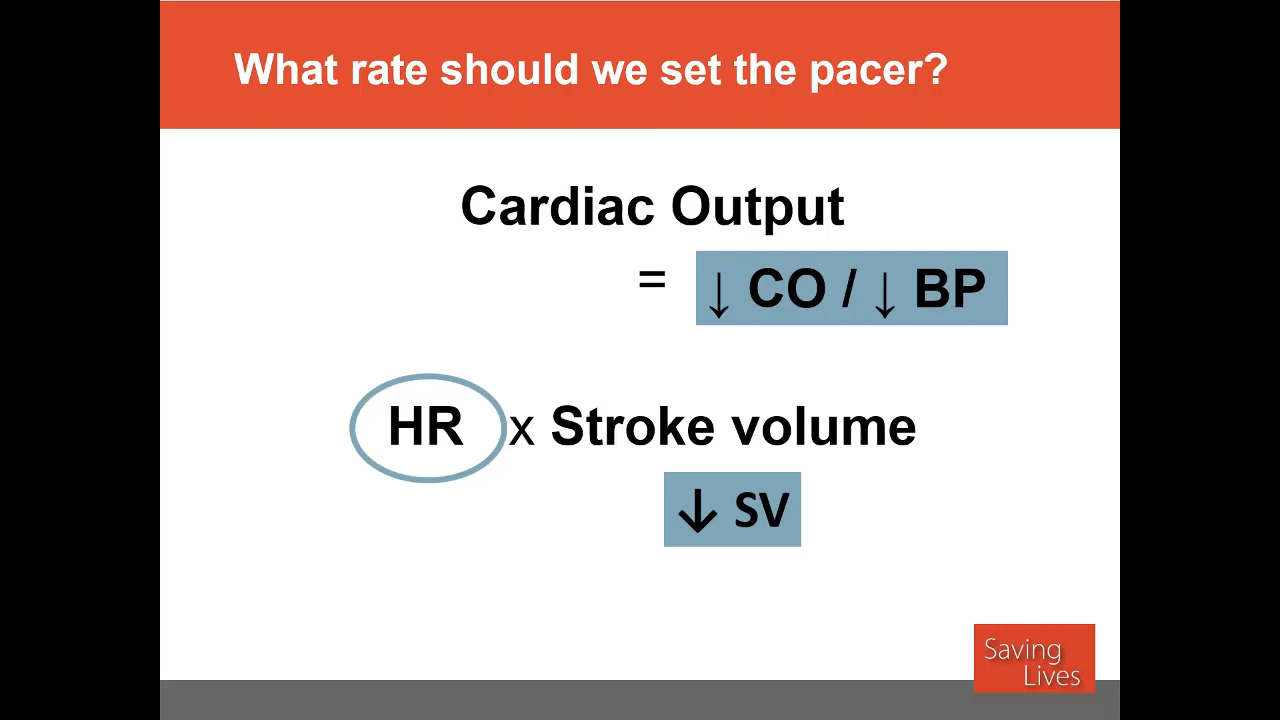 What rate should we set the pacer?
Cardiac Output
= ↓ CO / ↓ BP
HR x Stroke volume
↓ SV
Saving
Lives